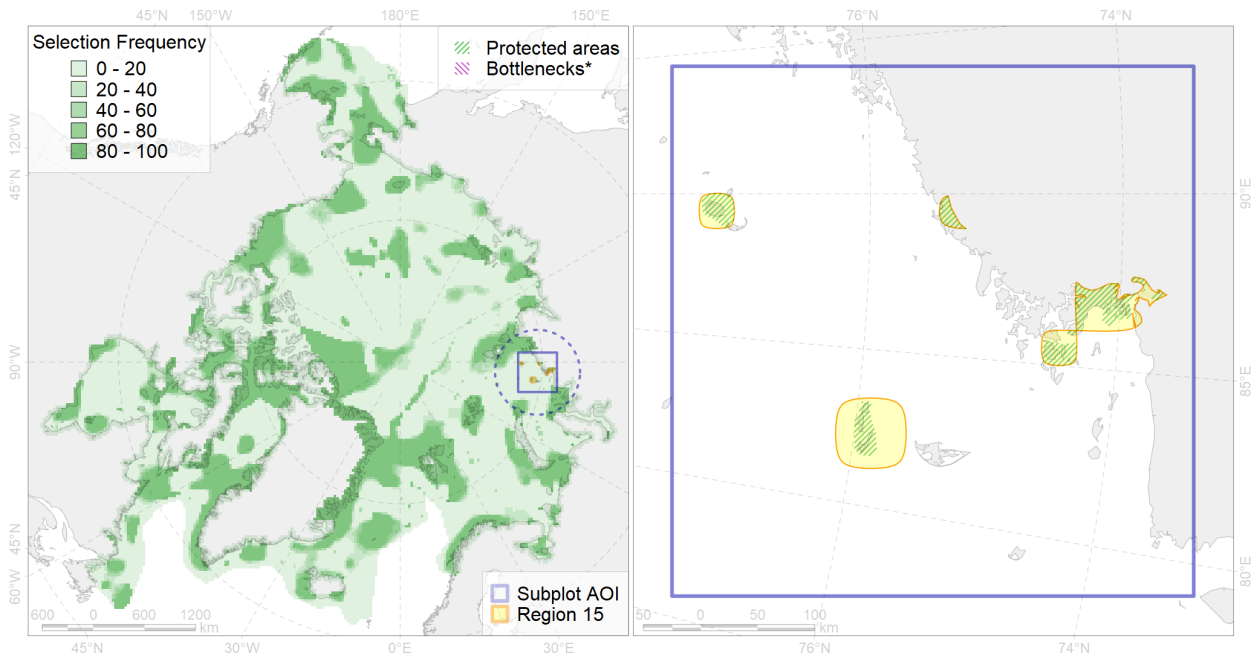 45°N 150°W 180°E 150°E 76°N 74°N
Selection Frequency
0 - 20
20 - 40
40 - 60
60 - 80
80 - 100
Protected areas
Bottlenecks*
120°W
45°N
90°W
45°N
60°W
90°E
85°E
80°E
Subplot AOI
Region 15
600 0 600 1200
km
50 0 50 100
km
45°N 30°W 0°E 30°E 76°N 74°N